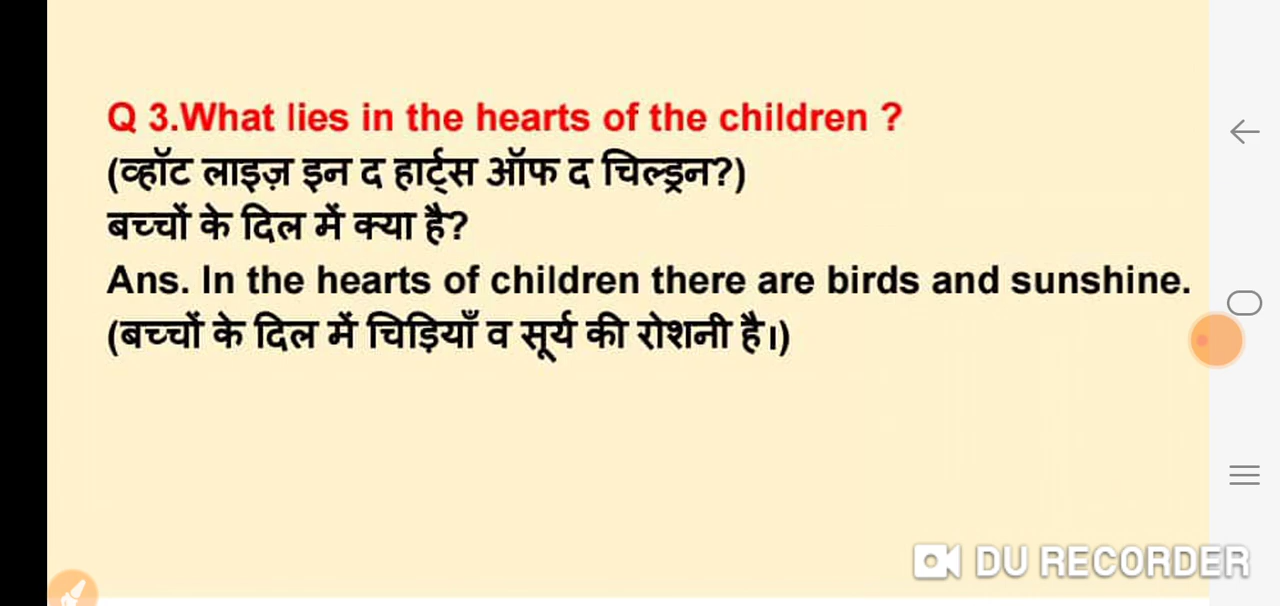 Q 3.What lies in the hearts of the children ?
(व्हॉट लाइज़ इन द हार्ट्स ऑफ द चिल्ड्रन?)
बच्चों के दिल में क्या है?
Ans. In the hearts of children there are birds and sunshine.
(बच्चों के दिल में चिड़ियाँ व सूर्य की रोशनी है।)
DU RECORDER